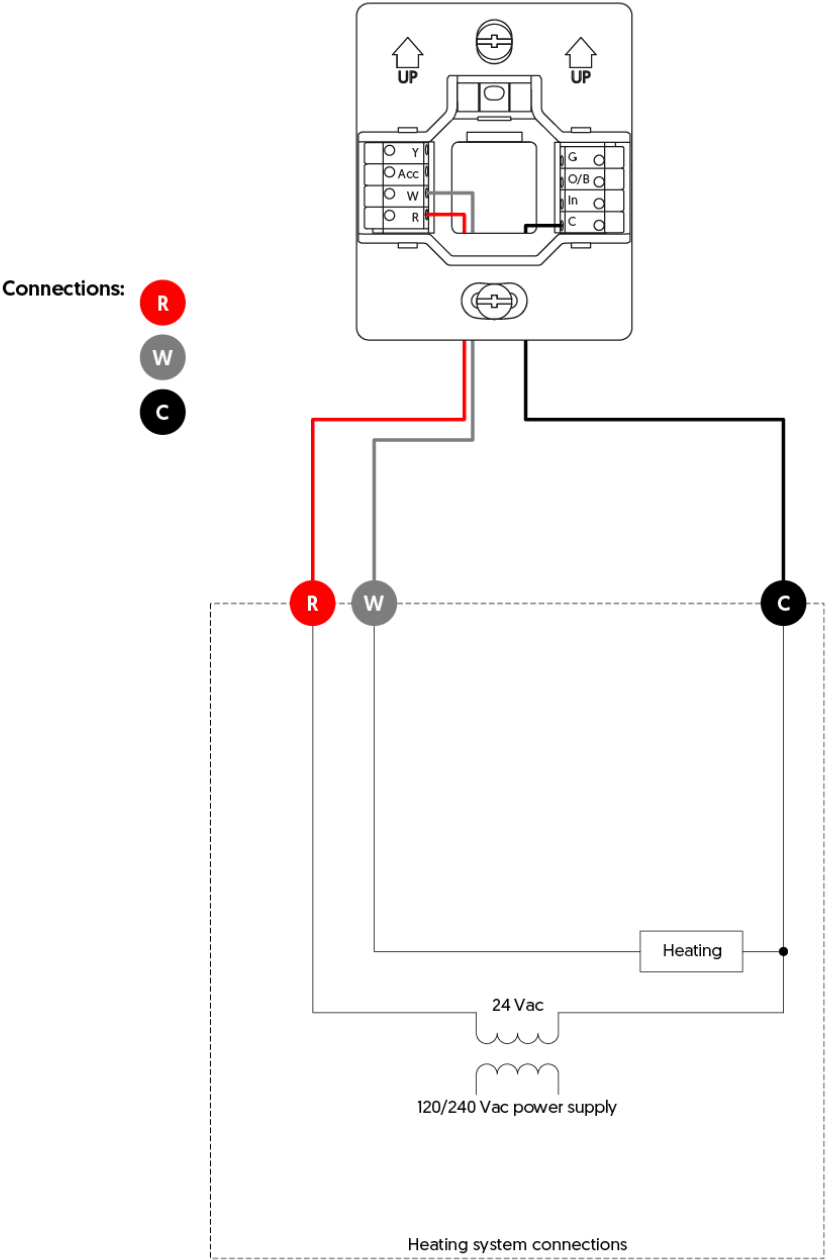 UP
UP
Y
Acc
W
R
G
O/B
In
C
Connections:
R
W
C
R
W
C
Heating
24 Vac
120/240 Vac power supply
Heating system connections